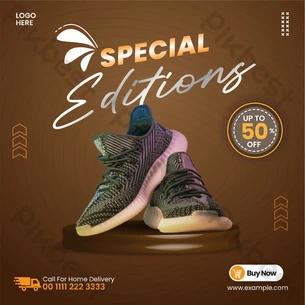 LOGO
HERE
SPECIAL
Editions
UP TO
50%
OFF
Call For Home Delivery
00 1111 222 3333
Buy Now
www.example.com
pikbest